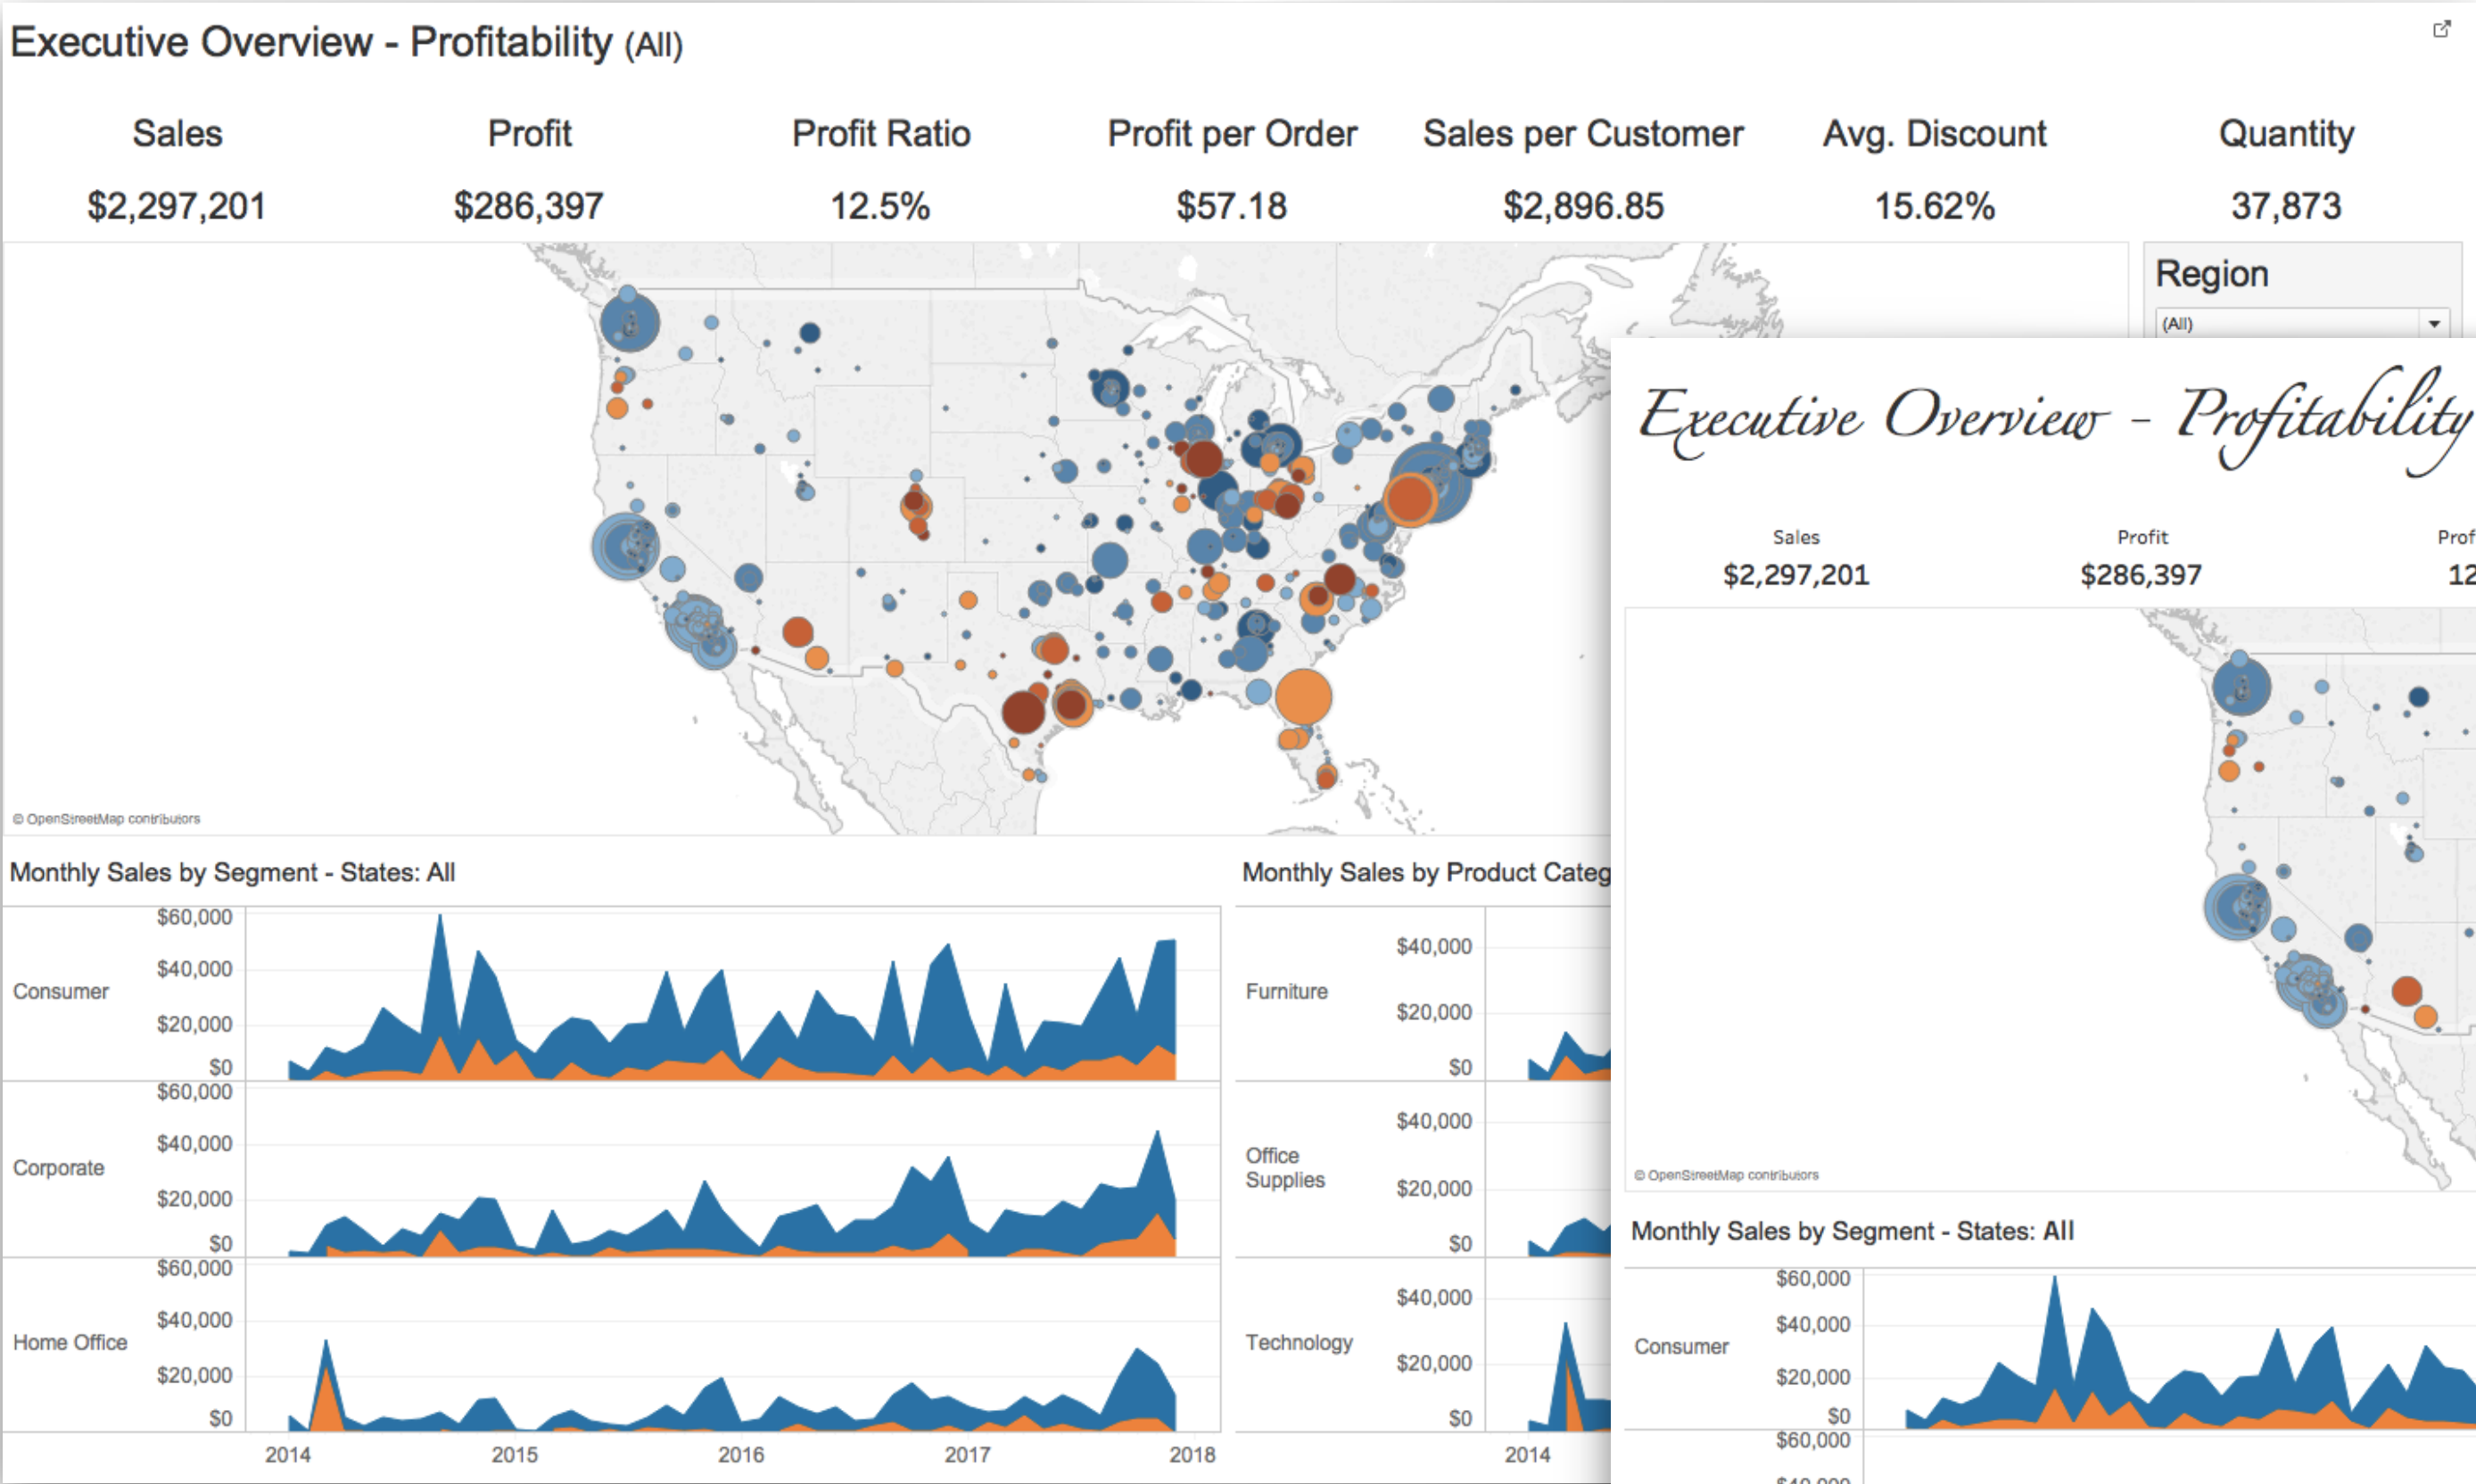 Executive Overview - Profitability (All)
Sales Profit Profit Ratio Profit per Order Sales per Customer Avg. Discount Quantity
$2,297,201 $286,397 12.5% $57.18 $2,896.85 15.62% 37,873
Region
(All)
© OpenStreetMap contributors
Monthly Sales by Segment - States: All
Consumer
$60,000
$40,000
$20,000
$0
Corporate
$60,000
$40,000
$20,000
$0
Home Office
$60,000
$40,000
$20,000
$0
2014 2015 2016 2017 2018
Monthly Sales by Product Categ
Furniture
$40,000
$20,000
$0
Office
Supplies
$40,000
$20,000
$0
Technology
$40,000
$20,000
$0
2014
Executive Overview - Profitability
Sales Profit Prof
$2,297,201 $286,397 12
© OpenStreetMap contributors
Monthly Sales by Segment - States: All
Consumer
$60,000
$40,000
$20,000
$0
$60,000